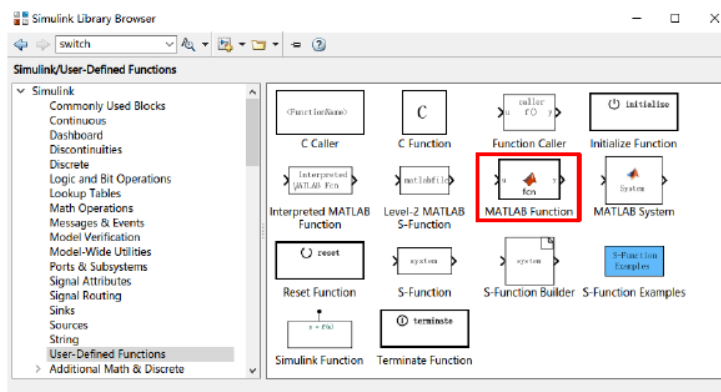 Simulink Library Browser
switch
Simulink/User-Defined Functions
Simulink
Commonly Used Blocks
Continuous
Dashboard
Discontinuities
Discrete
Logic and Bit Operations
Lookup Tables
Math Operations
Messages & Events
Model Verification
Model-Wide Utilities
Ports & Subsystems
Signal Attributes
Signal Routing
Sinks
Sources
String
User-Defined Functions
Additional Math & Discrete
<FunctionName>
C
caller
u f() y
initialize
C Caller
C Function
Function Caller
Initialize Function
Interpreted
MATLAB Fcn
matlabfile
u fcn y
System
Interpreted MATLAB
Function
Level-2 MATLAB
S-Function
MATLAB Function
MATLAB System
reset
system
system
S-Function
Examples
Reset Function
S-Function
S-Function Builder
S-Function Examples
y = f(u)
terminate
Simulink Function
Terminate Function